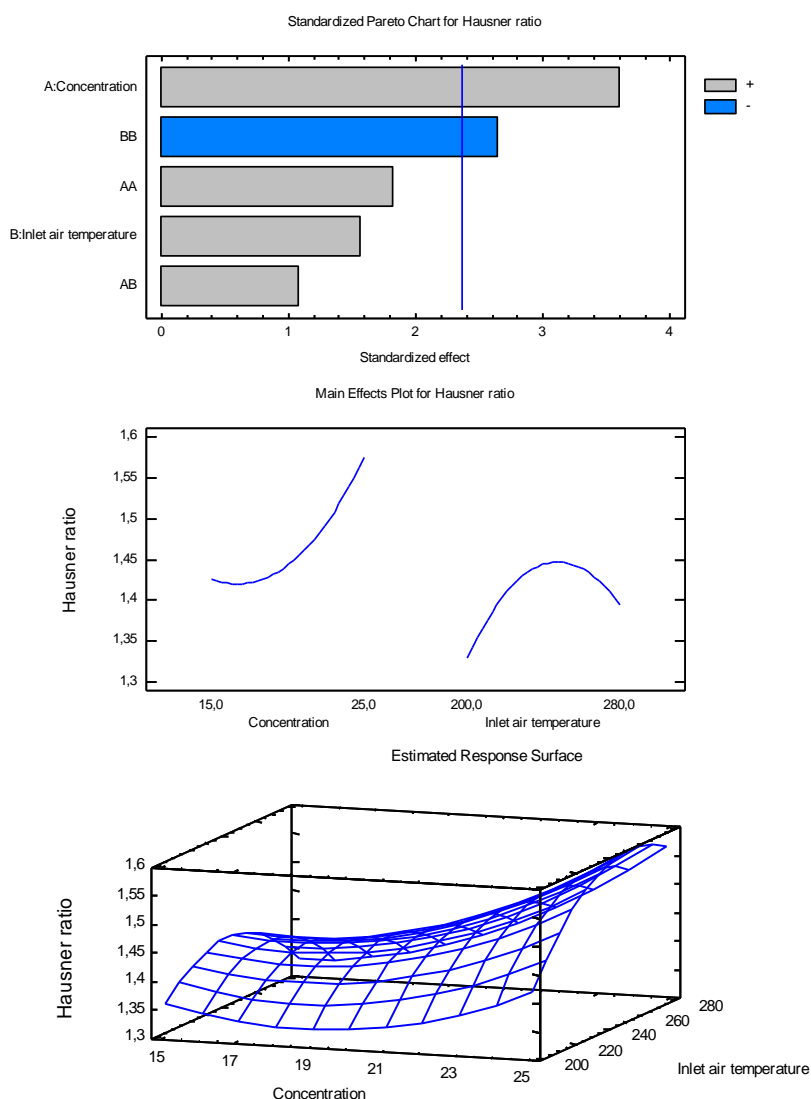 Standardized Pareto Chart for Hausner ratio
A:Concentration
BB
AA
B:Inlet air temperature
AB
+
-
0 1 2 3 4
Standardized effect
Main Effects Plot for Hausner ratio
Hausner ratio
1,6
1,55
1,5
1,45
1,4
1,35
1,3
15,0 25,0 200,0 280,0
Concentration Inlet air temperature
Estimated Response Surface
Hausner ratio
1,6
1,55
1,5
1,45
1,4
1,35
1,3
15 17 19 21 23 25
Concentration
200 220 240 260 280
Inlet air temperature